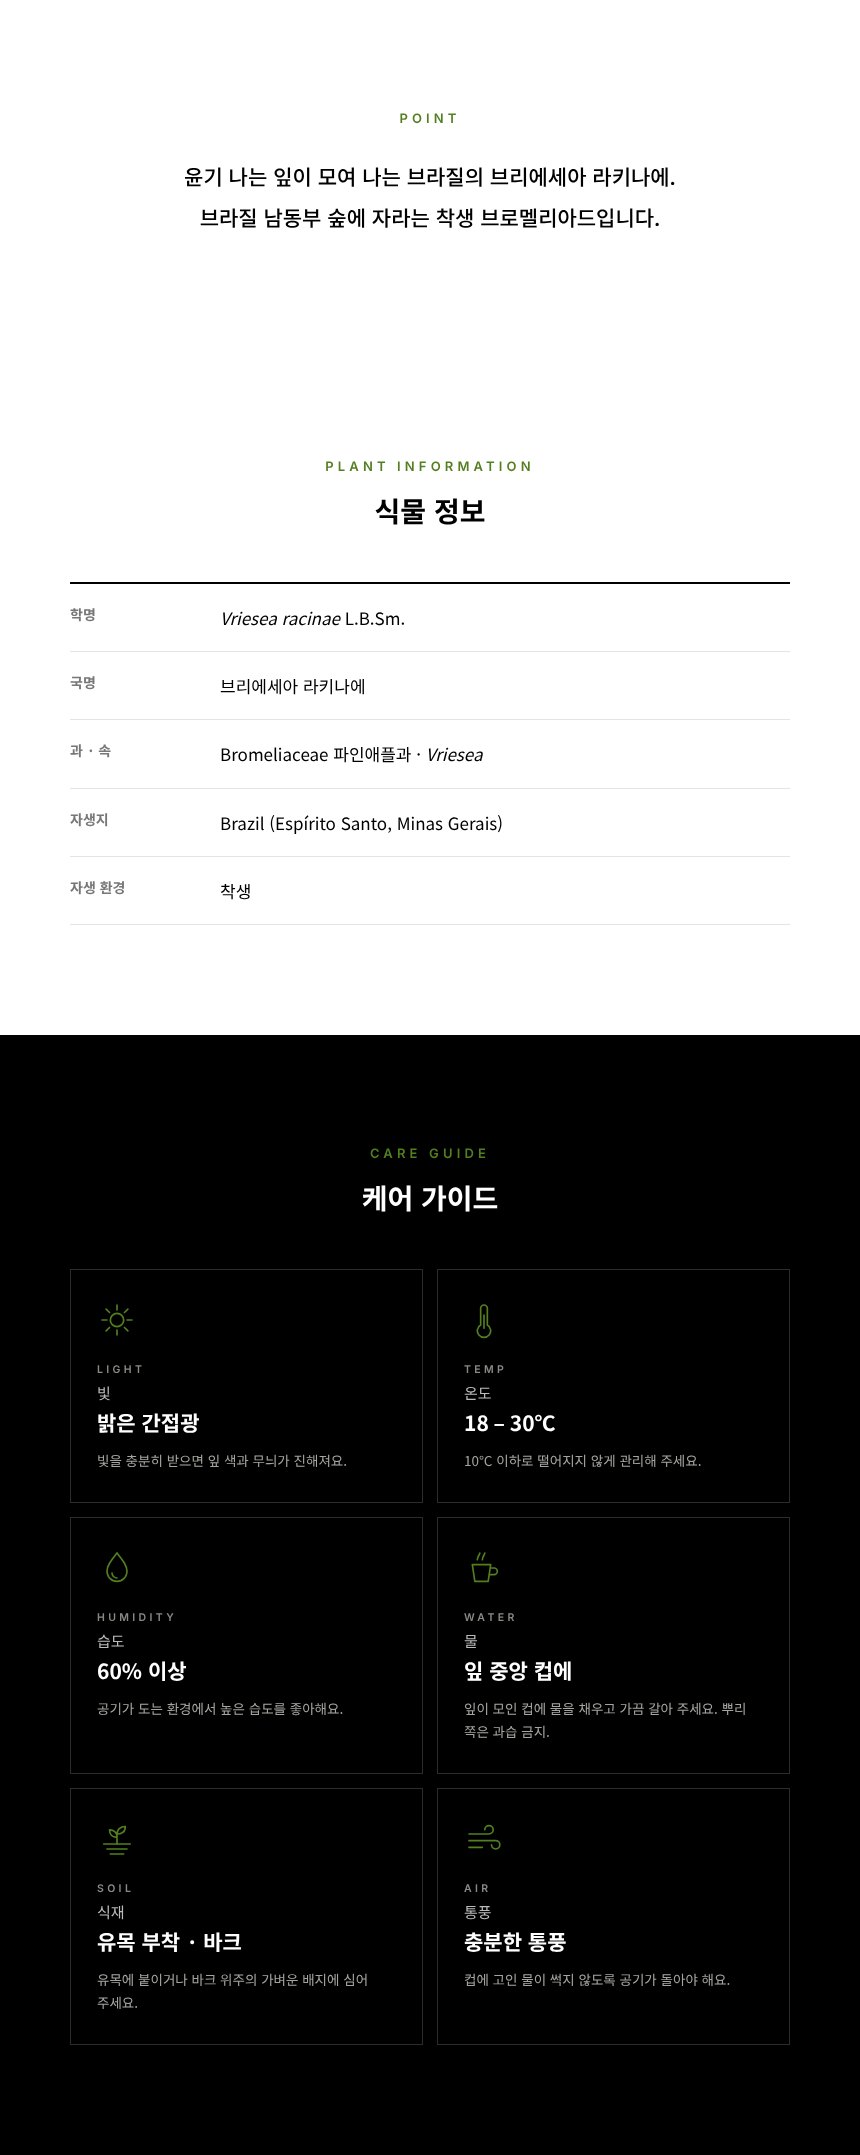 POINT
윤기 나는 잎이 모여 나는 브라질의 브리에세아 라키나에.
브라질 남동부 숲에 자라는 착생 브로멜리아드입니다.
PLANT INFORMATION
식물 정보
학명 Vriesea racinae L.B.Sm.
국명 브리에세아 라키나에
과 · 속 Bromeliaceae 파인애플과 · Vriesea
자생지 Brazil (Espírito Santo, Minas Gerais)
자생 환경 착생
CARE GUIDE
케어 가이드
LIGHT
빛
밝은 간접광
빛을 충분히 받으면 잎 색과 무늬가 진해져요.
TEMP
온도
18 – 30℃
10℃ 이하로 떨어지지 않게 관리해 주세요.
HUMIDITY
습도
60% 이상
공기가 도는 환경에서 높은 습도를 좋아해요.
WATER
물
잎 중앙 컵에
잎이 모인 컵에 물을 채우고 가끔 갈아 주세요. 뿌리
쪽은 과습 금지.
SOIL
식재
유목 부착 · 바크
유목에 붙이거나 바크 위주의 가벼운 배지에 심어
주세요.
AIR
통풍
충분한 통풍
컵에 고인 물이 썩지 않도록 공기가 돌아야 해요.